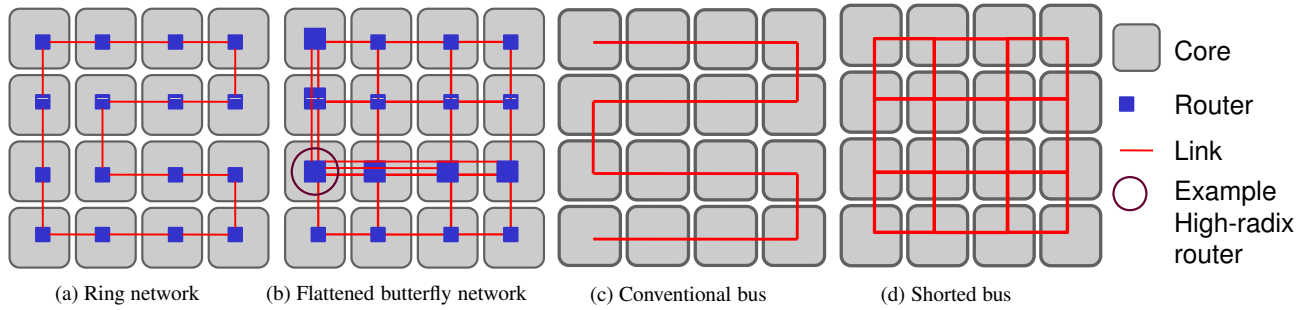 Core
Router
Link
Example
High-radix
router
(a) Ring network
(b) Flattened butterfly network
(c) Conventional bus
(d) Shorted bus